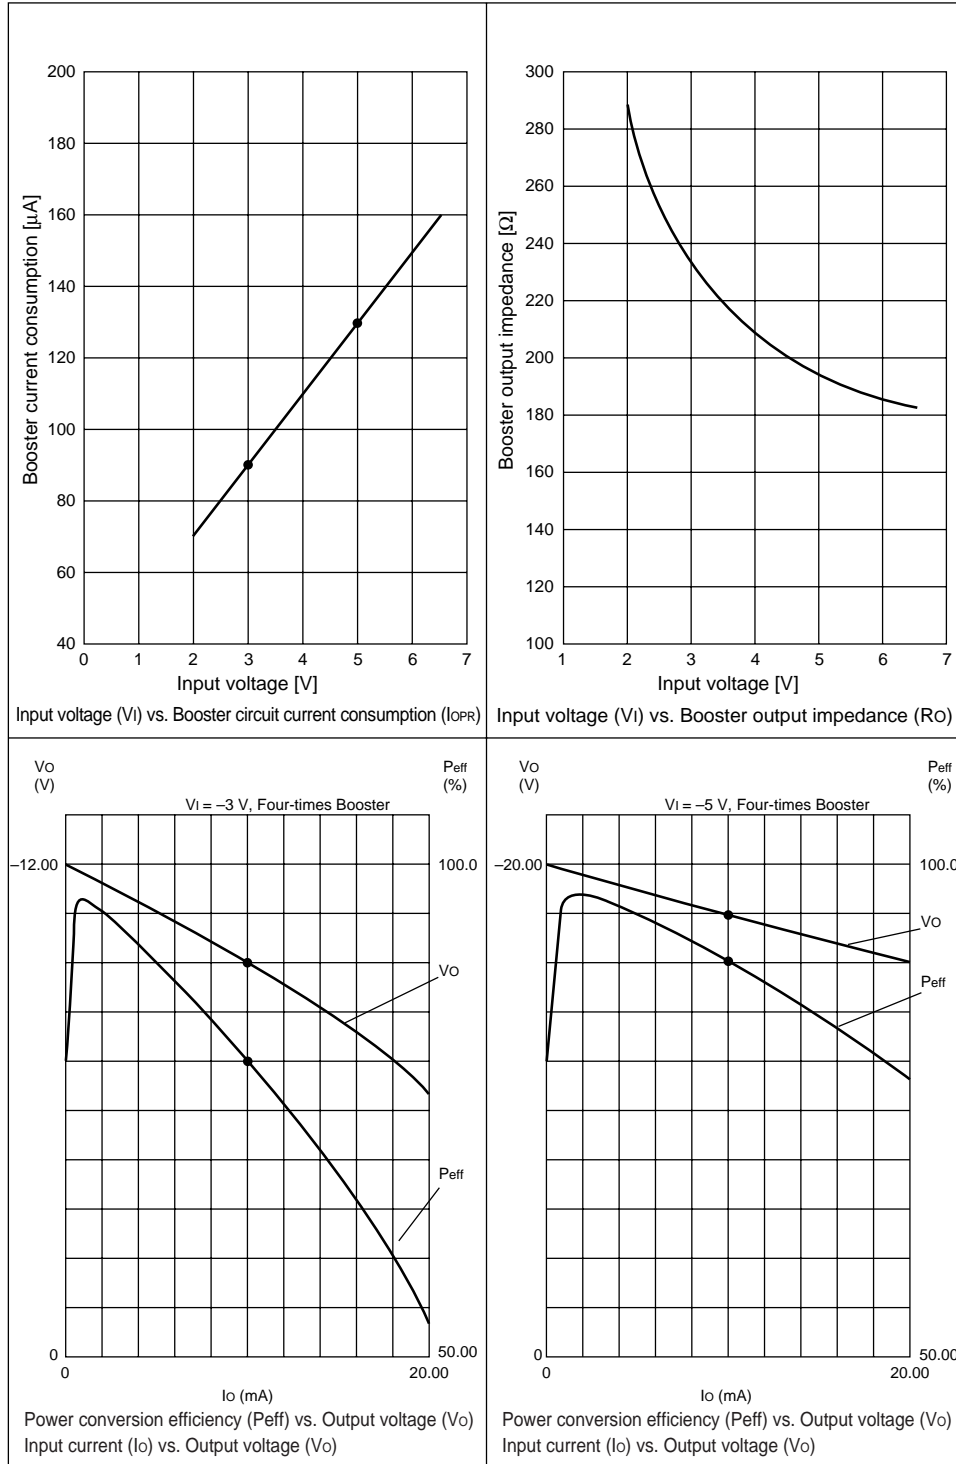 200
180
160
140
120
100
80
60
40
Booster current consumption [μA]
0 1 2 3 4 5 6 7
Input voltage [V]
Input voltage (VI) vs. Booster circuit current consumption (IOPR)
300
280
260
240
220
200
180
160
140
120
100
Booster output impedance [Ω]
1 2 3 4 5 6 7
Input voltage [V]
Input voltage (VI) vs. Booster output impedance (RO)
VO
(V)
Peff
(%)
VI = –3 V, Four-times Booster
–12.00
100.0
VO
Peff
0
50.00
0
20.00
IO (mA)
Power conversion efficiency (Peff) vs. Output voltage (VO)
Input current (IO) vs. Output voltage (VO)
VO
(V)
Peff
(%)
VI = –5 V, Four-times Booster
–20.00
100.0
VO
Peff
0
50.00
0
20.00
IO (mA)
Power conversion efficiency (Peff) vs. Output voltage (VO)
Input current (IO) vs. Output voltage (VO)